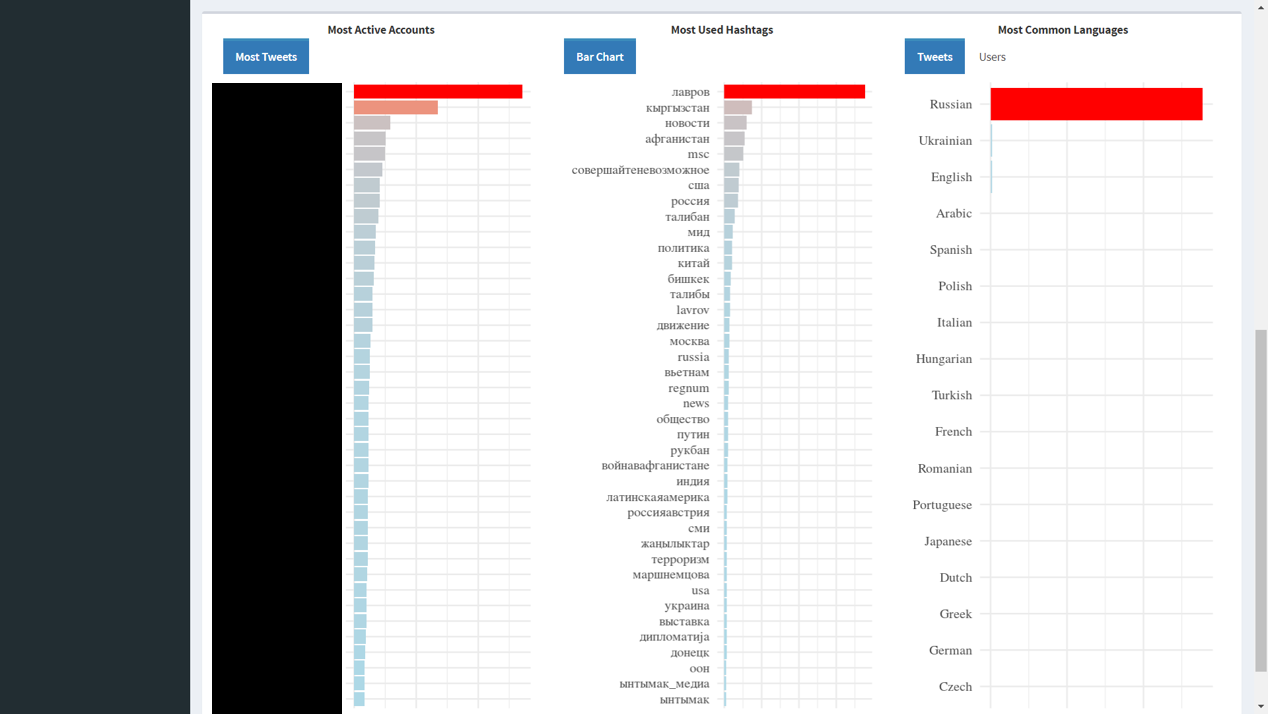 Most Active Accounts
Most Tweets
Most Used Hashtags
Bar Chart
лавров
кыргызстан
новости
афганистан
msc
совершайтеневозможное
сша
россия
талибан
мид
политика
китай
бишкек
талибы
lavrov
движение
москва
russia
вьетнам
regnum
news
общество
путин
рукбан
войнавафганистане
индия
латинскаяамерика
россияавстрия
сми
жаңылыктар
терроризм
маршнемцова
usa
украина
выставка
дипломатија
донецк
оон
ынтымак_медиа
ынтымак
Most Common Languages
Tweets Users
Russian
Ukrainian
English
Arabic
Spanish
Polish
Italian
Hungarian
Turkish
French
Romanian
Portuguese
Japanese
Dutch
Greek
German
Czech